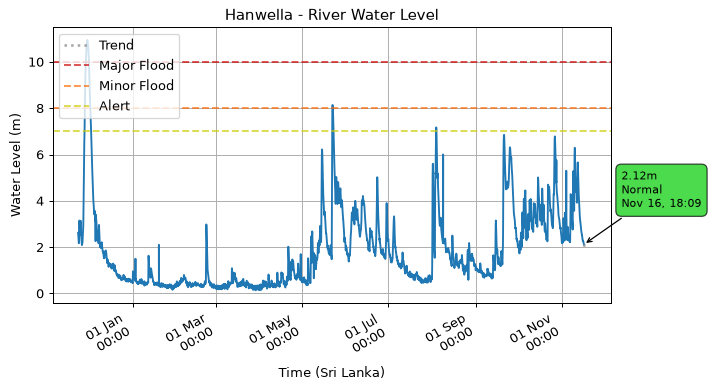 Hanwella - River Water Level
Trend
Major Flood
Minor Flood
Alert
Water Level (m)
10
8
6
4
2
0
2.12m
Normal
Nov 16, 18:09
01 Jan
00:00
01 Mar
00:00
01 May
00:00
01 Jul
00:00
01 Sep
00:00
01 Nov
00:00
Time (Sri Lanka)